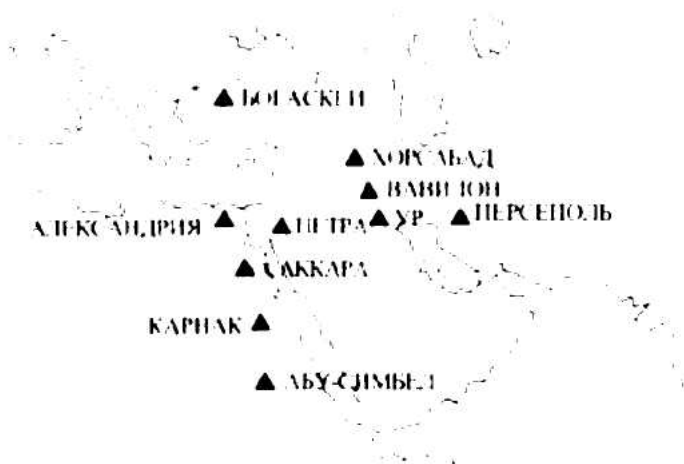 БОГАСКЕЙ
ХОРСАБАД
ВАВИЛОН
АЛЕКСАНДРИЯ
ПЕТРА
УР
ПЕРСЕПОЛЬ
САККАРА
КАРНАК
АБУ-СИМБЕЛ